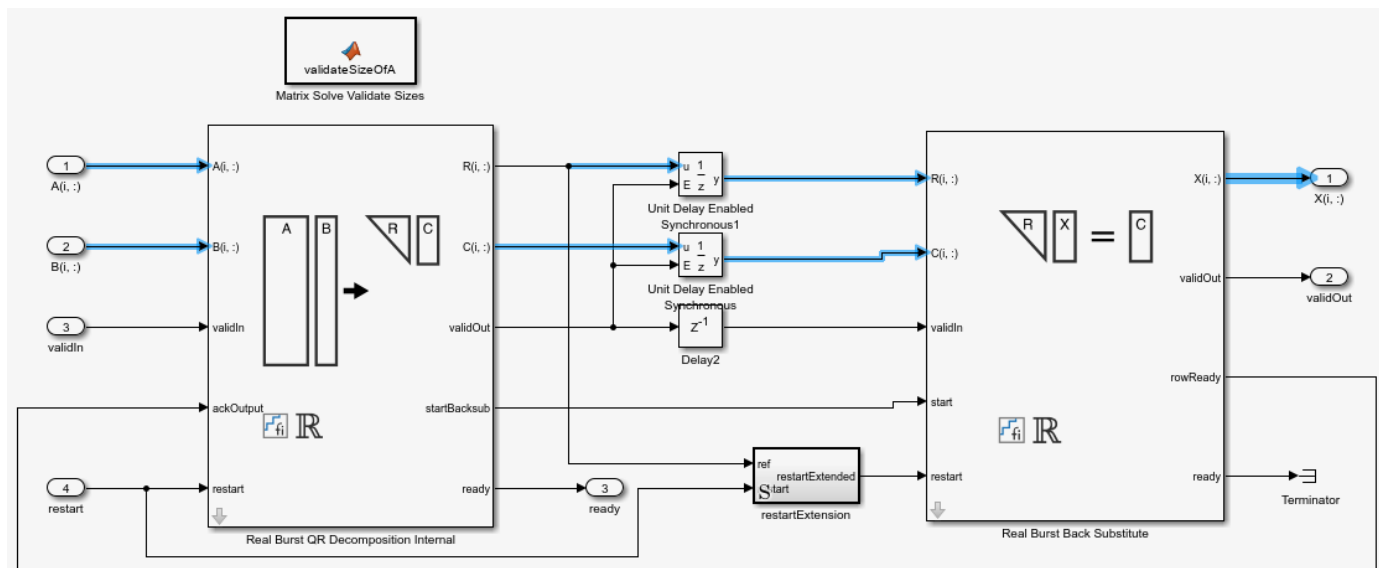 validateSizeOfA
Matrix Solve Validate Sizes
1
A(i, :)
2
B(i, :)
3
validIn
4
restart
A(i, :)
B(i, :)
validIn
ackOutput
restart
A
B
R
C
fi
ℝ
R(i, :)
C(i, :)
validOut
startBacksub
ready
Real Burst QR Decomposition Internal
u
E
1
z
y
Unit Delay Enabled
Synchronous1
u
E
1
z
y
Unit Delay Enabled
Synchronous
Z-1
Delay2
3
ready
ref
restartExtended
Start
restartExtension
R(i, :)
C(i, :)
validIn
start
restart
R
X
=
C
fi
ℝ
X(i, :)
validOut
rowReady
ready
Real Burst Back Substitute
1
X(i, :)
2
validOut
Terminator